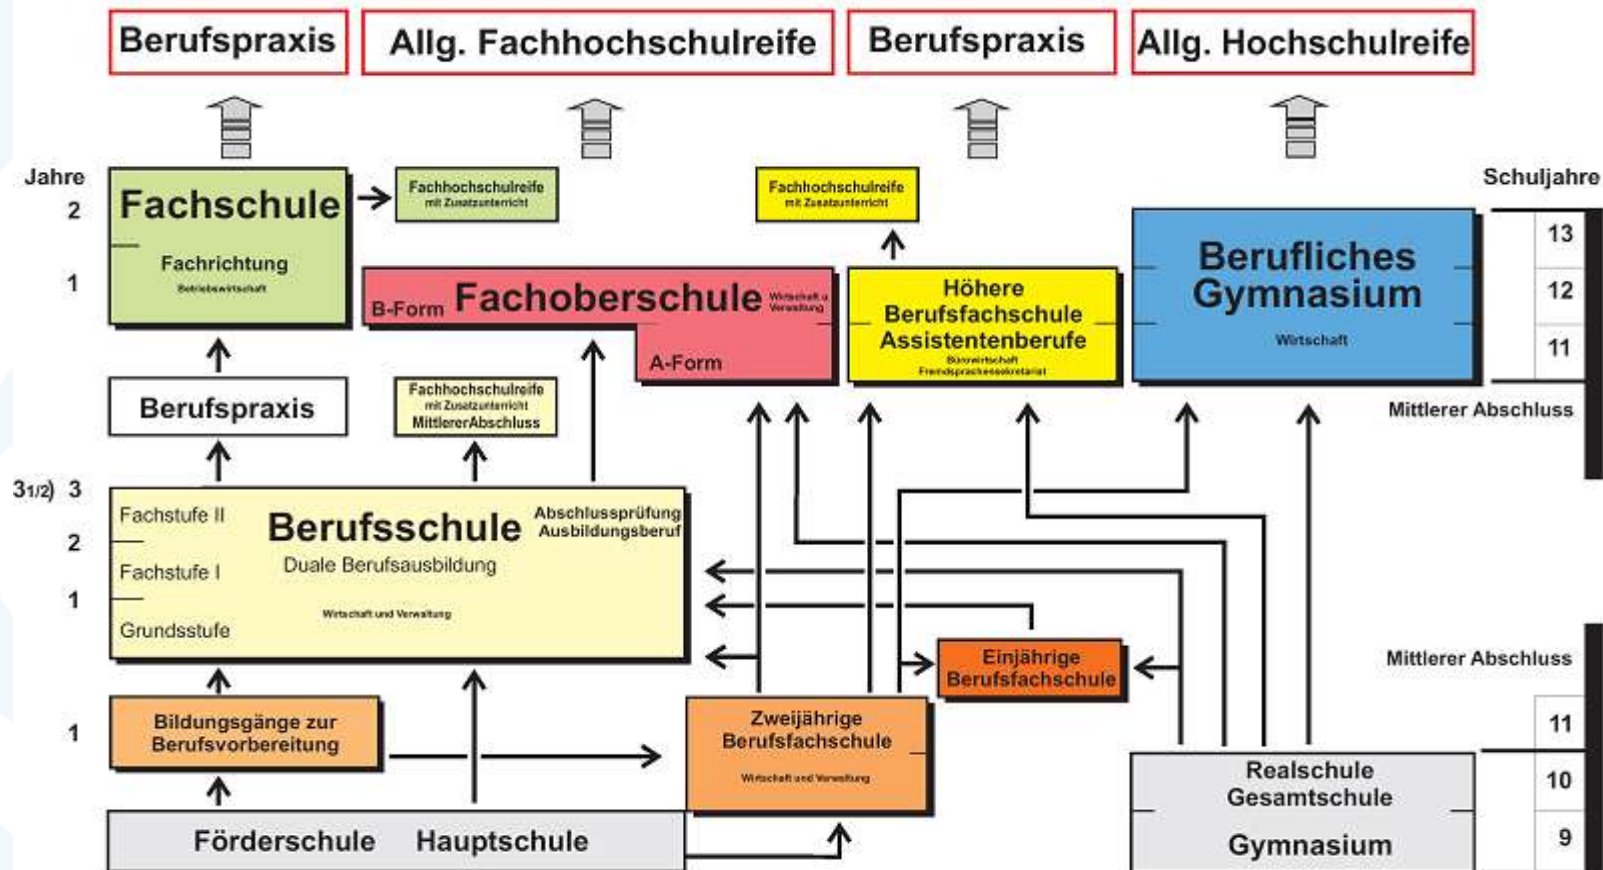 Berufspraxis
Allg. Fachhochschulreife
Berufspraxis
Allg. Hochschulreife
Jahre
2
1
Fachschule
Fachrichtung
Betriebswirtschaft
Fachhochschulreife
mit Zusatzunterricht
Fachhochschulreife
mit Zusatzunterricht
Schuljahre
13
12
11
B-Form Fachoberschule Wirtschaft u
Verwaltung
A-Form
Höhere
Berufsfachschule
Assistentenberufe
Bürowirtschaft
Fremdsprachensekretariat
Berufliches
Gymnasium
Wirtschaft
Mittlerer Abschluss
Berufspraxis
Fachhochschulreife
mit Zusatzunterricht
MittlererAbschluss
31/2) 3
2
1
Fachstufe II
Fachstufe I
Grundsstufe
Berufsschule
Duale Berufsausbildung
Wirtschaft und Verwaltung
Abschlussprüfung
Ausbildungsberuf
Einjährige
Berufsfachschule
Mittlerer Abschluss
1
Bildungsgänge zur
Berufsvorbereitung
Zweijährige
Berufsfachschule
Wirtschaft und Verwaltung
11
10
9
Realschule
Gesamtschule
Gymnasium
Förderschule Hauptschule